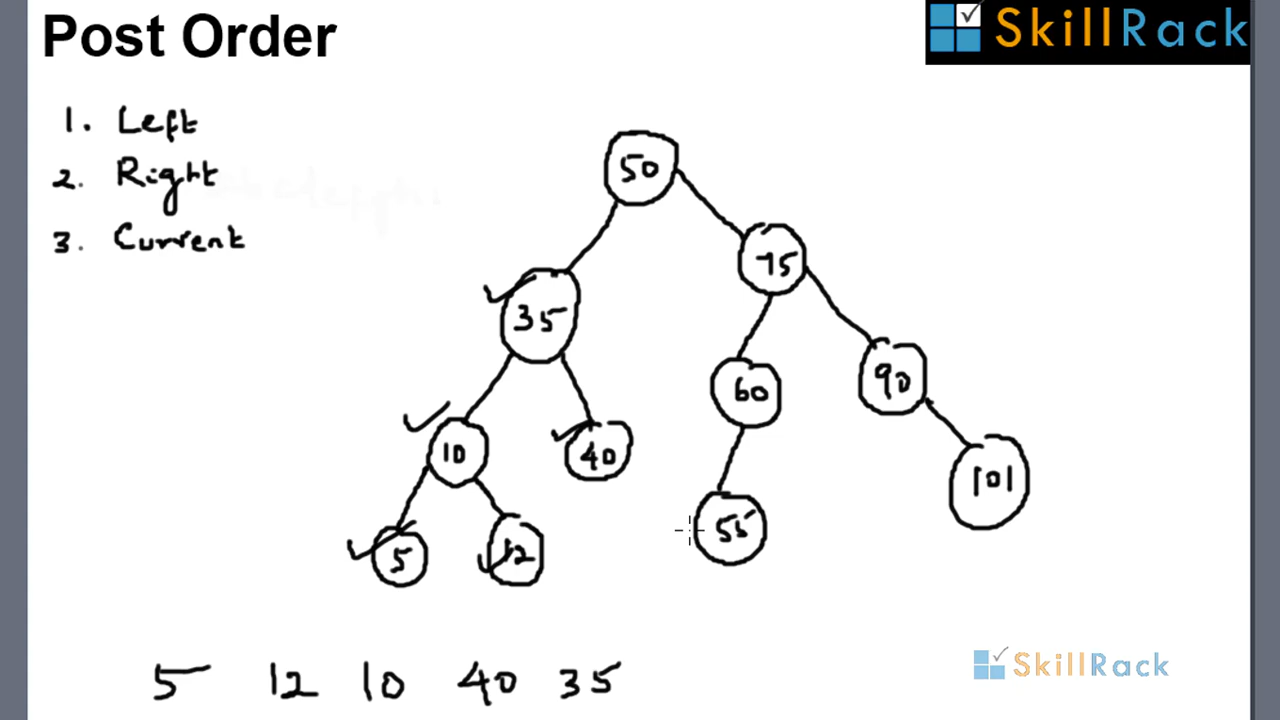 Post Order
SkillRack
1. Left
2. Right
3. Current
50
75
35
60
90
10
40
101
5
12
55
5 12 10 40 35
SkillRack